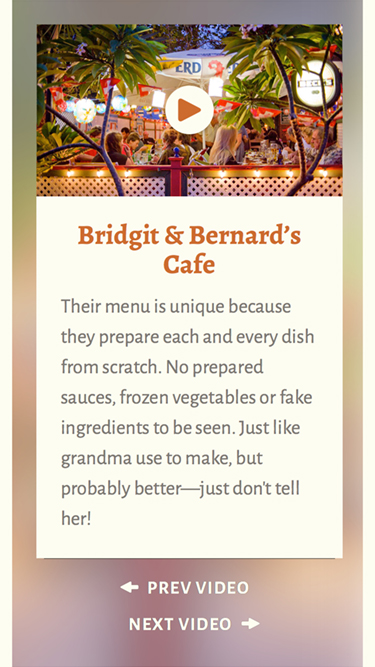 ERD
BECK'S
Bridgit & Bernard’s
Cafe
Their menu is unique because
they prepare each and every dish
from scratch. No prepared
sauces, frozen vegetables or fake
ingredients to be seen. Just like
grandma use to make, but
probably better—just don't tell
her!
PREV VIDEO
NEXT VIDEO